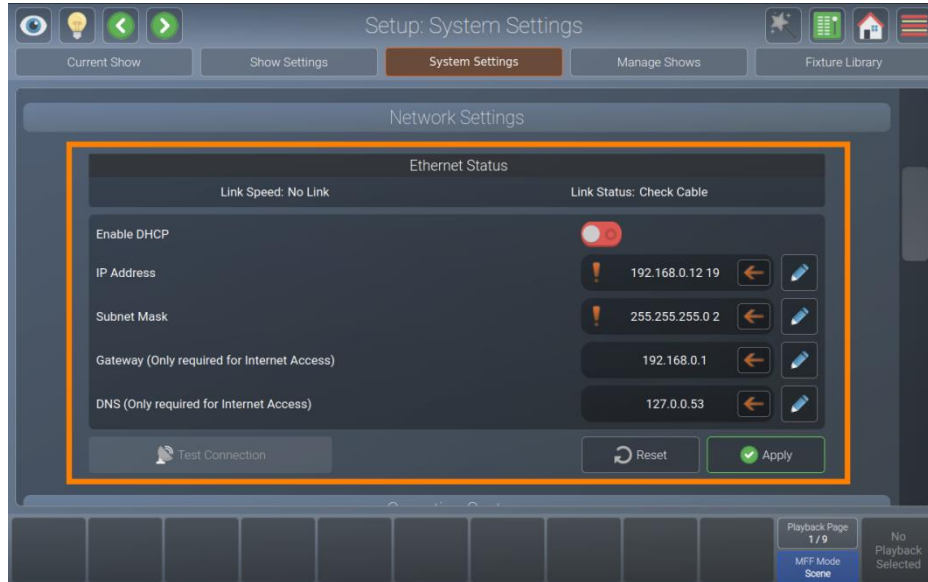 Setup: System Settings
Current Show
Show Settings
System Settings
Manage Shows
Fixture Library
Network Settings
Ethernet Status
Link Speed: No Link
Link Status: Check Cable
Enable DHCP
IP Address
192.168.0.12 19
Subnet Mask
255.255.255.0 2
Gateway (Only required for Internet Access)
192.168.0.1
DNS (Only required for Internet Access)
127.0.0.53
Test Connection
Reset
Apply
Playback Page
1 / 9
MFF Mode
Scene
No
Playback
Selected